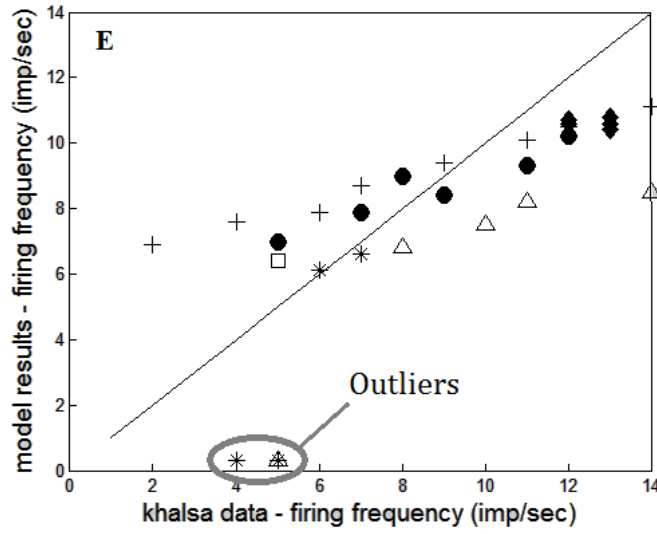 E
14
12
10
8
6
4
2
0
model results - firing frequency (imp/sec)
Outliers
0 2 4 6 8 10 12 14
khalsa data - firing frequency (imp/sec)